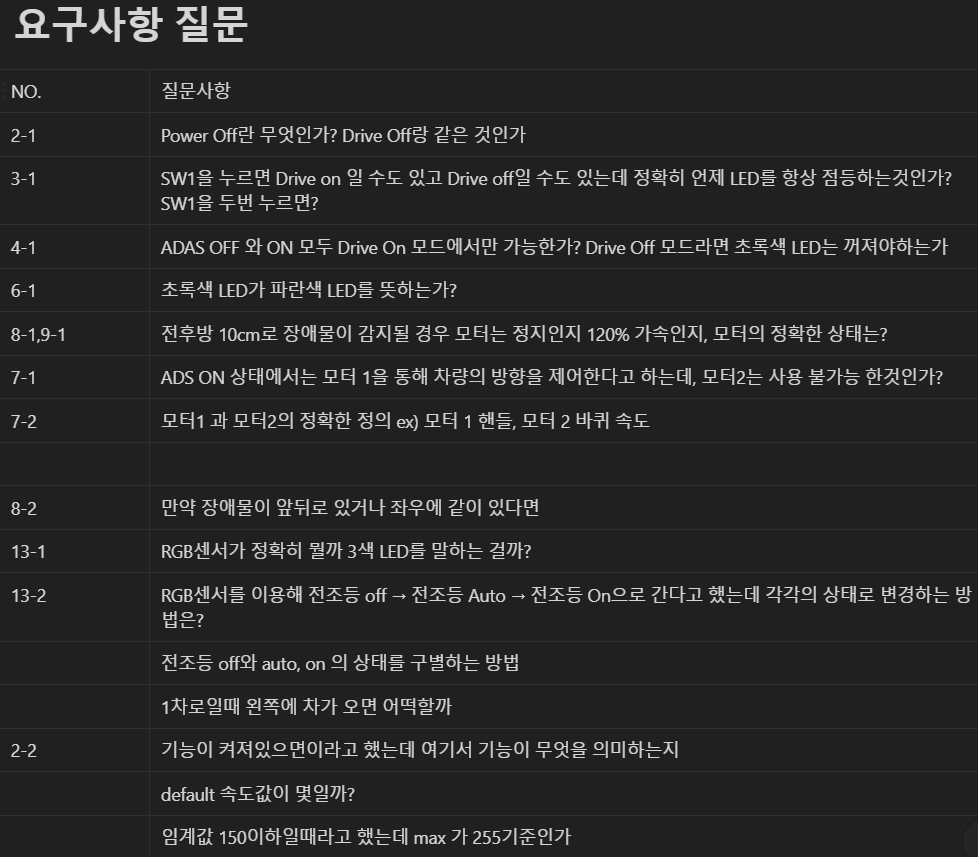 요구사항 질문
NO. 질문사항
2-1 Power Off란 무엇인가? Drive Off랑 같은 것인가
3-1 SW1을 누르면 Drive on 일 수도 있고 Drive off일 수도 있는데 정확히 언제 LED를 항상 점등하는것인가?
SW1을 두번 누르면?
4-1 ADAS OFF 와 ON 모두 Drive On 모드에서만 가능한가? Drive Off 모드라면 초록색 LED는 꺼져야하는가
6-1 초록색 LED가 파란색 LED를 뜻하는가?
8-1,9-1 전후방 10cm로 장애물이 감지될 경우 모터는 정지인지 120% 가속인지, 모터의 정확한 상태는?
7-1 ADS ON 상태에서는 모터 1을 통해 차량의 방향을 제어한다고 하는데, 모터2는 사용 불가능 한것인가?
7-2 모터1 과 모터2의 정확한 정의 ex) 모터 1 핸들, 모터 2 바퀴 속도
8-2 만약 장애물이 앞뒤로 있거나 좌우에 같이 있다면
13-1 RGB센서가 정확히 뭘까 3색 LED를 말하는 걸까?
13-2 RGB센서를 이용해 전조등 off → 전조등 Auto → 전조등 On으로 간다고 했는데 각각의 상태로 변경하는 방
법은?
전조등 off와 auto, on 의 상태를 구별하는 방법
1차로일때 왼쪽에 차가 오면 어떡할까
2-2 기능이 켜져있으면이라고 했는데 여기서 기능이 무엇을 의미하는지
default 속도값이 몇일까?
임계값 150이하일때라고 했는데 max 가 255기준인가